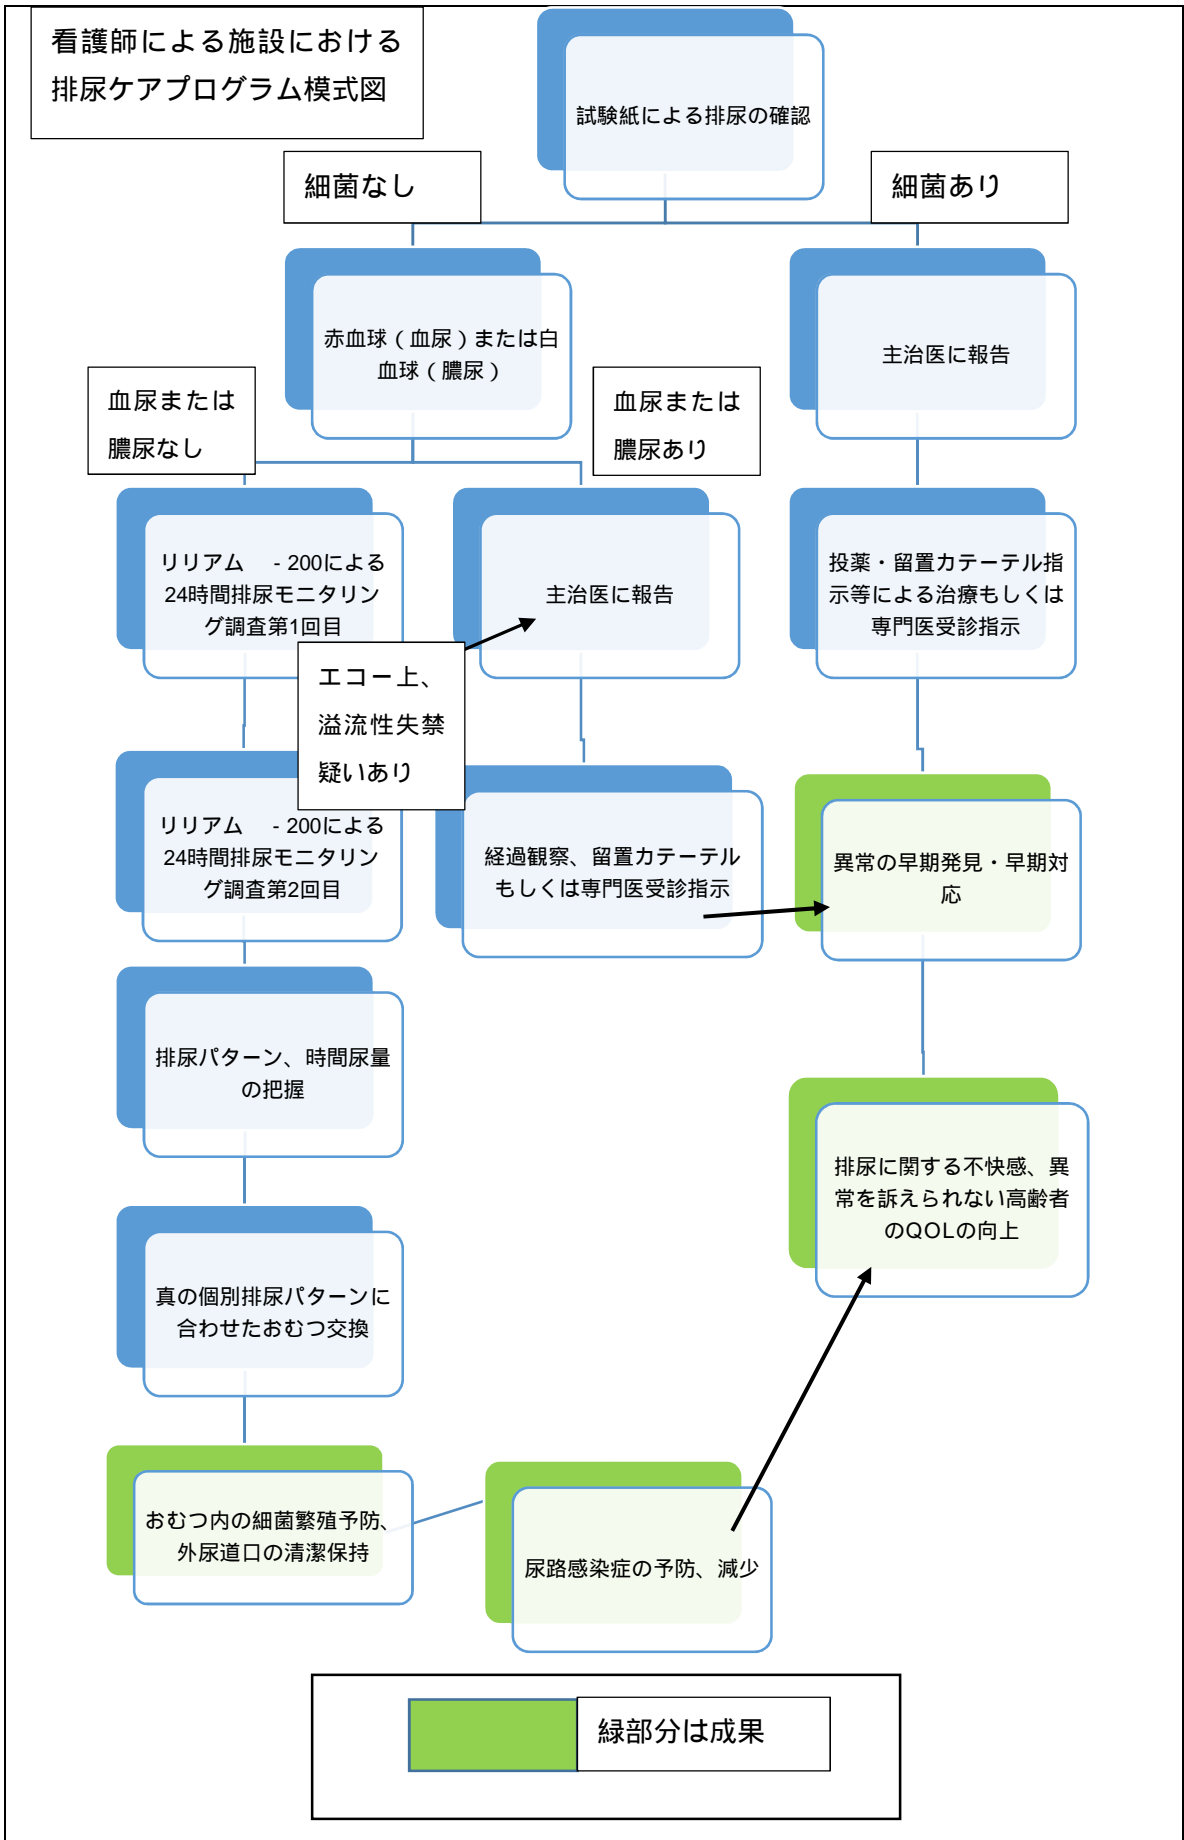 看護師による施設における
排尿ケアプログラム模式図
試験紙による排尿の確認
細菌なし
細菌あり
赤血球（血尿）または白
血球（膿尿）
主治医に報告
血尿または
膿尿なし
血尿または
膿尿あり
リリアム　-200による
24時間排尿モニタリン
グ調査第1回目
主治医に報告
投薬・留置カテーテル指
示等による治療もしくは
専門医受診指示
エコー上、
溢流性失禁
疑いあり
リリアム　-200による
24時間排尿モニタリン
グ調査第2回目
経過観察、留置カテーテル
もしくは専門医受診指示
異常の早期発見・早期対
応
排尿パターン、時間尿量
の把握
排尿に関する不快感、異
常を訴えられない高齢者
のQOLの向上
真の個別排尿パターンに
合わせたおむつ交換
おむつ内の細菌繁殖予防、
外尿道口の清潔保持
尿路感染症の予防、減少
緑部分は成果